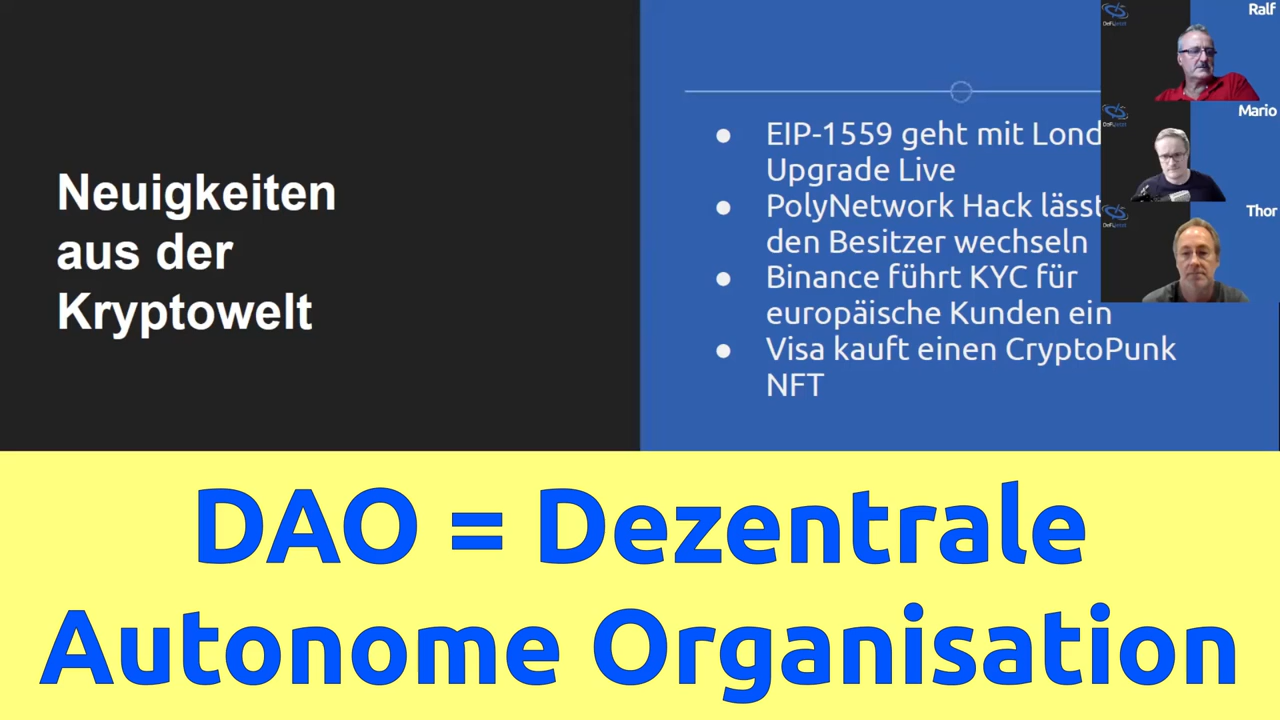 Neuigkeiten
aus der
Kryptowelt
● EIP-1559 geht mit Lond
Upgrade Live
● PolyNetwork Hack lässt
den Besitzer wechseln
● Binance führt KYC für
europäische Kunden ein
● Visa kauft einen CryptoPunk
NFT
Ralf
Mario
Thor
DAO = Dezentrale
Autonome Organisation